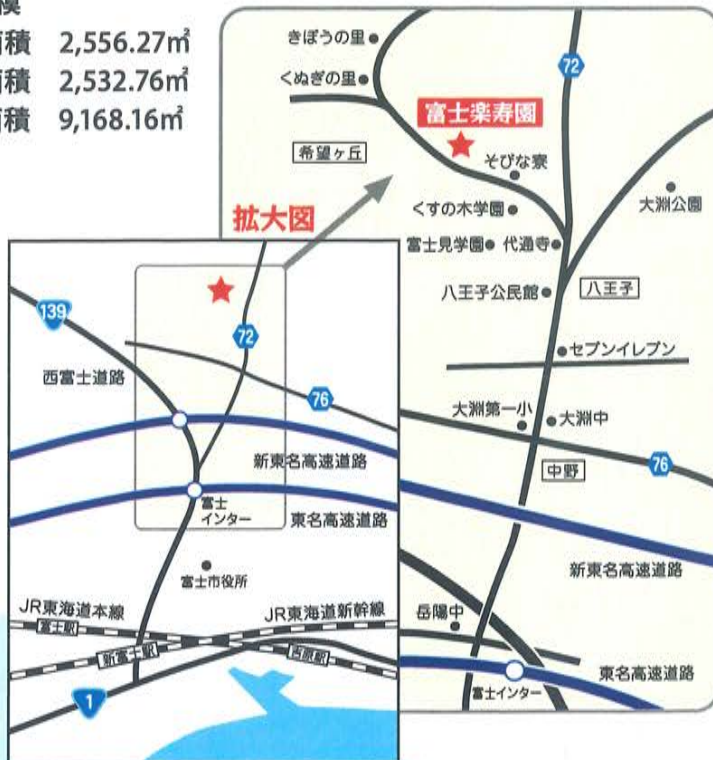 模
面積 2,556.27㎡
面積 2,532.76㎡
面積 9,168.16㎡
きぼうの里
くぬぎの里
72
富士楽寿園
希望ヶ丘
そびな寮
くすの木学園
大淵公園
富士見学園
代通寺
八王子公民館
八王子
セブンイレブン
大淵第一小
大淵中
76
中野
新東名高速道路
岳陽中
東名高速道路
富士インター
拡大図
139
72
西富士道路
76
新東名高速道路
富士
インター
東名高速道路
富士市役所
JR東海道本線
JR東海道新幹線
富士駅
新富士駅
吉原駅
1